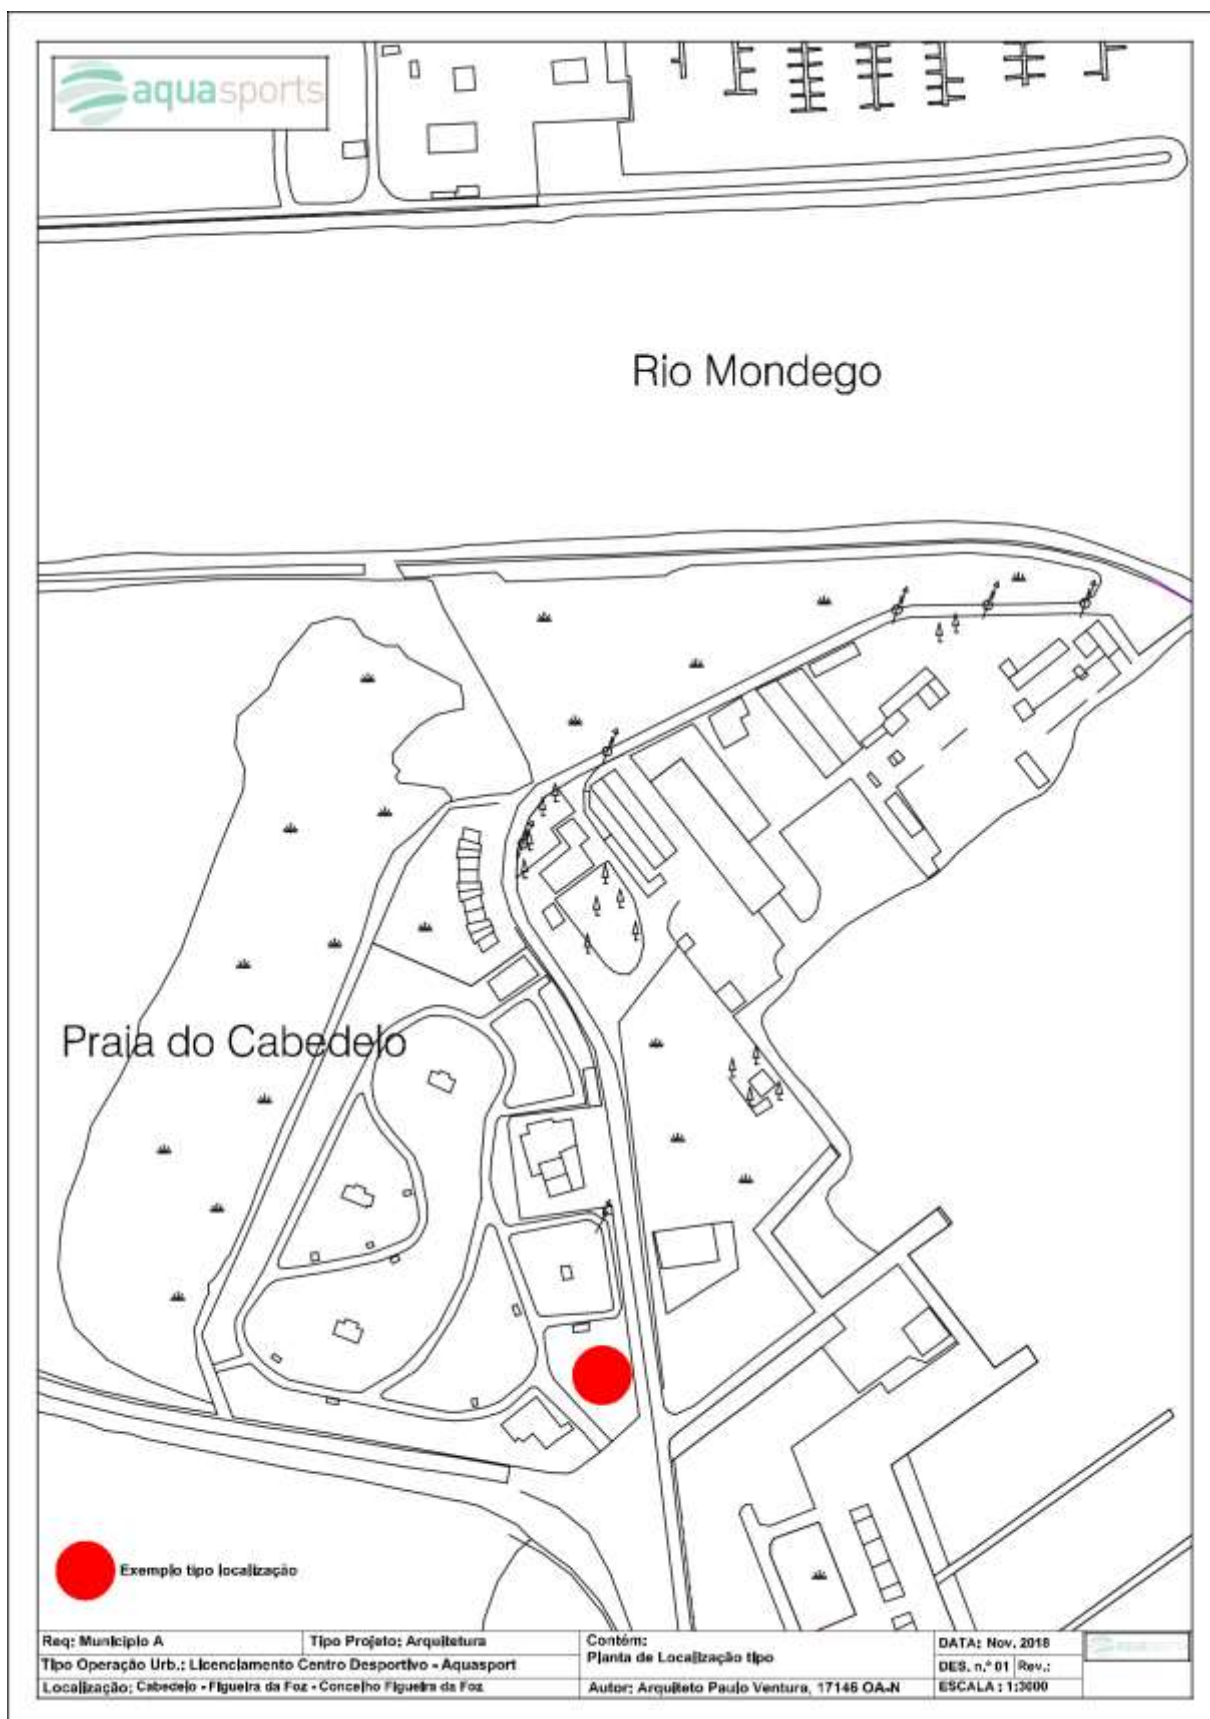 aquasports
Rio Mondego
Praia do Cabedelo
Exemplo tipo localização
Req: Municipio A
Tipo Projeto: Arquitetura
Tipo Operação Urb.: Licenciamento Centro Desportivo - Aquasport
Localização: Cabedelo - Figueira da Foz - Concelho Figueira da Foz
Contém:
Planta de Localização tipo
Autor: Arquiteto Paulo Ventura, 17146 OA-N
DATA: Nov. 2018
DES. n.º 01 Rev.:
ESCALA : 1:3000
aquasports